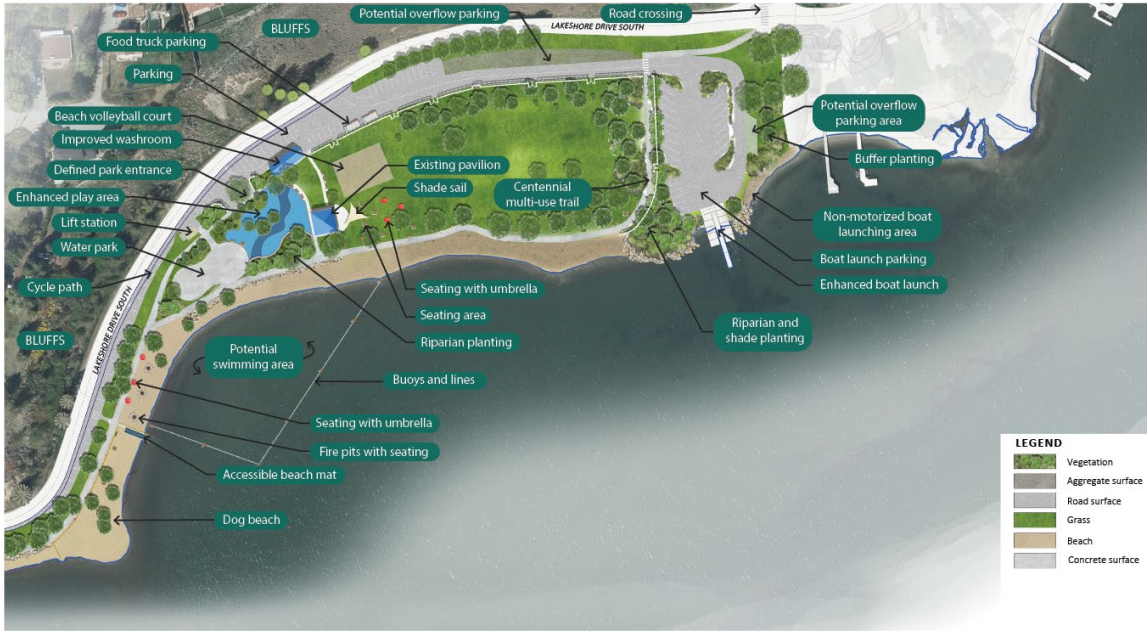 BLUFFS
Potential overflow parking
Road crossing
LAKESHORE DRIVE SOUTH
Food truck parking
Parking
Beach volleyball court
Improved washroom
Defined park entrance
Enhanced play area
Lift station
Water park
Cycle path
Existing pavilion
Shade sail
Centennial
multi-use trail
Potential overflow
parking area
Buffer planting
Non-motorized boat
launching area
Boat launch parking
Enhanced boat launch
Seating with umbrella
Seating area
Riparian planting
Riparian and
shade planting
LAKESHORE DRIVE SOUTH
BLUFFS
Potential
swimming area
Buoys and lines
Seating with umbrella
Fire pits with seating
Accessible beach mat
Dog beach
LEGEND
Vegetation
Aggregate surface
Road surface
Grass
Beach
Concrete surface